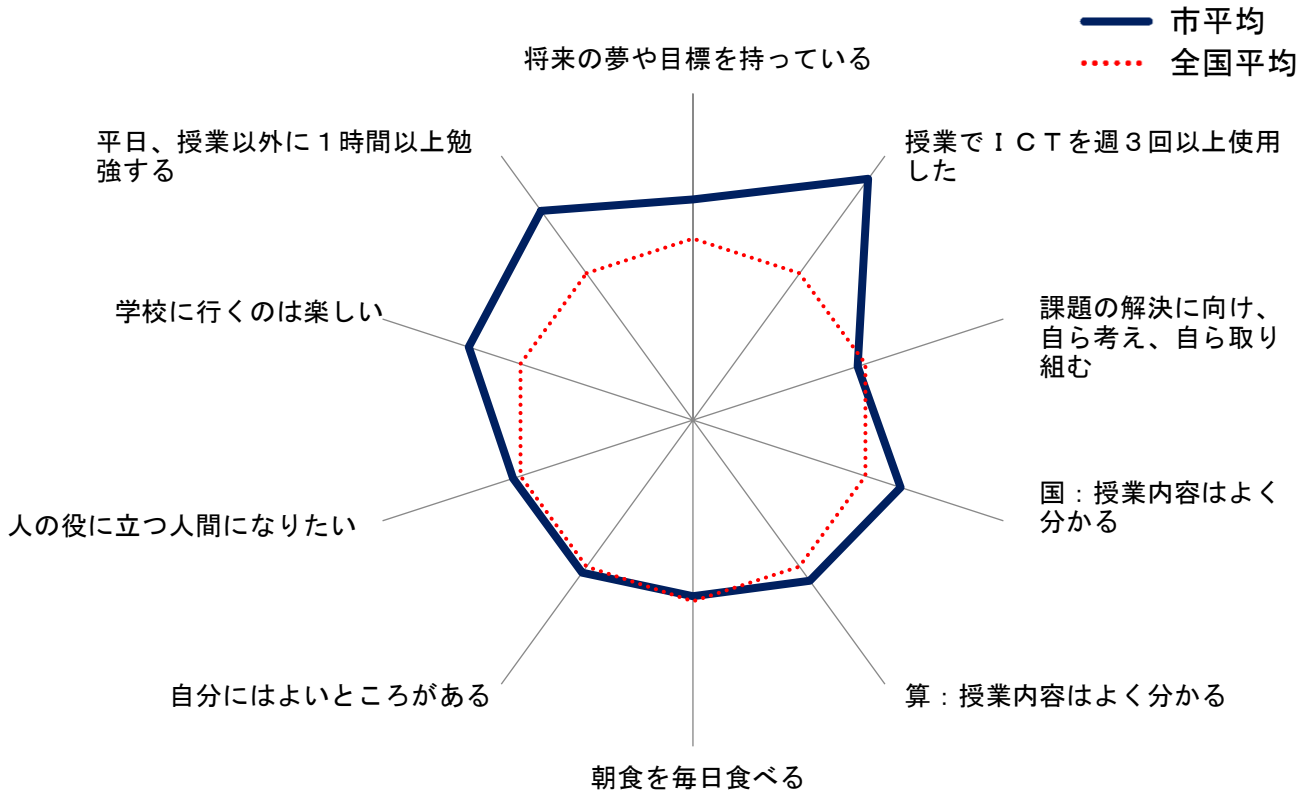 市平均
全国平均
将来の夢や目標を持っている
授業でＩＣＴを週３回以上使用
した
課題の解決に向け、
自ら考え、自ら取り
組む
国：授業内容はよく
分かる
算：授業内容はよく分かる
朝食を毎日食べる
自分にはよいところがある
人の役に立つ人間になりたい
学校に行くのは楽しい
平日、授業以外に１時間以上勉
強する